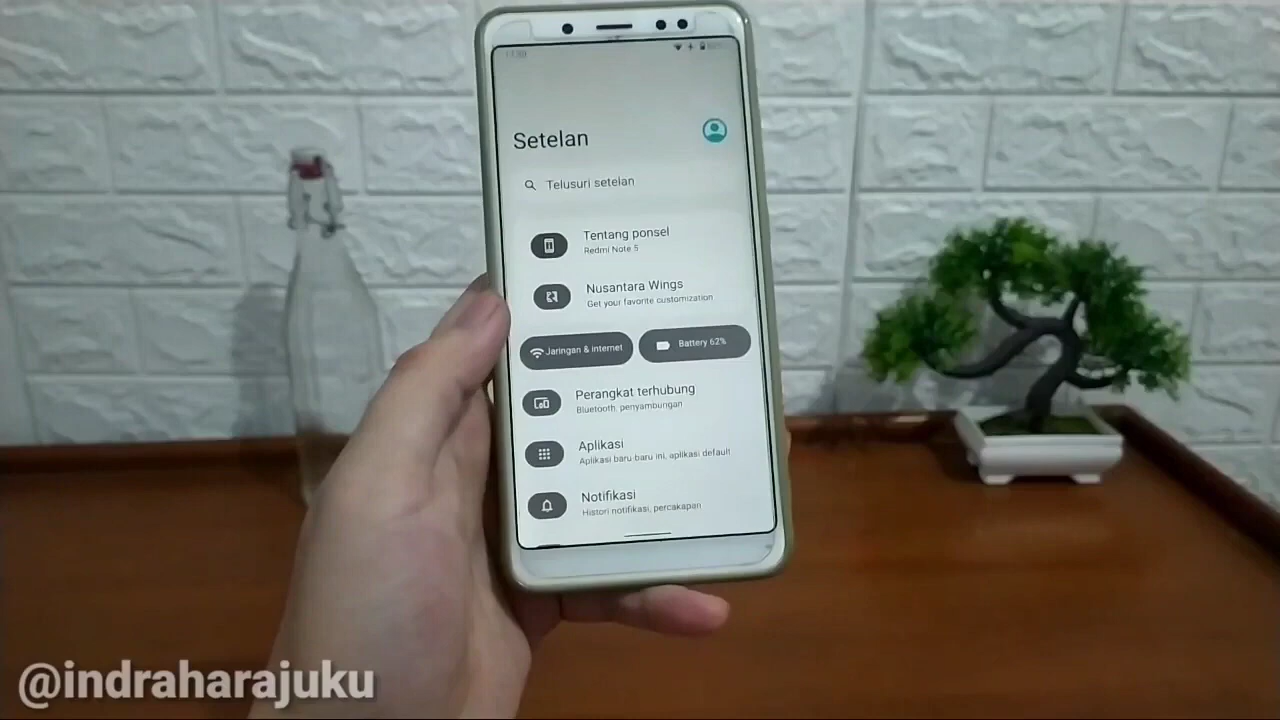 Setelan
Telusuri setelan
Tentang ponsel
Redmi Note 5
Nusantara Wings
Get your favorite customization
Jaringan & internet
Battery 62%
Perangkat terhubung
Bluetooth, penyambungan
Aplikasi
Aplikasi baru-baru ini, aplikasi default
Notifikasi
Histori notifikasi, percakapan
@indraharajuku